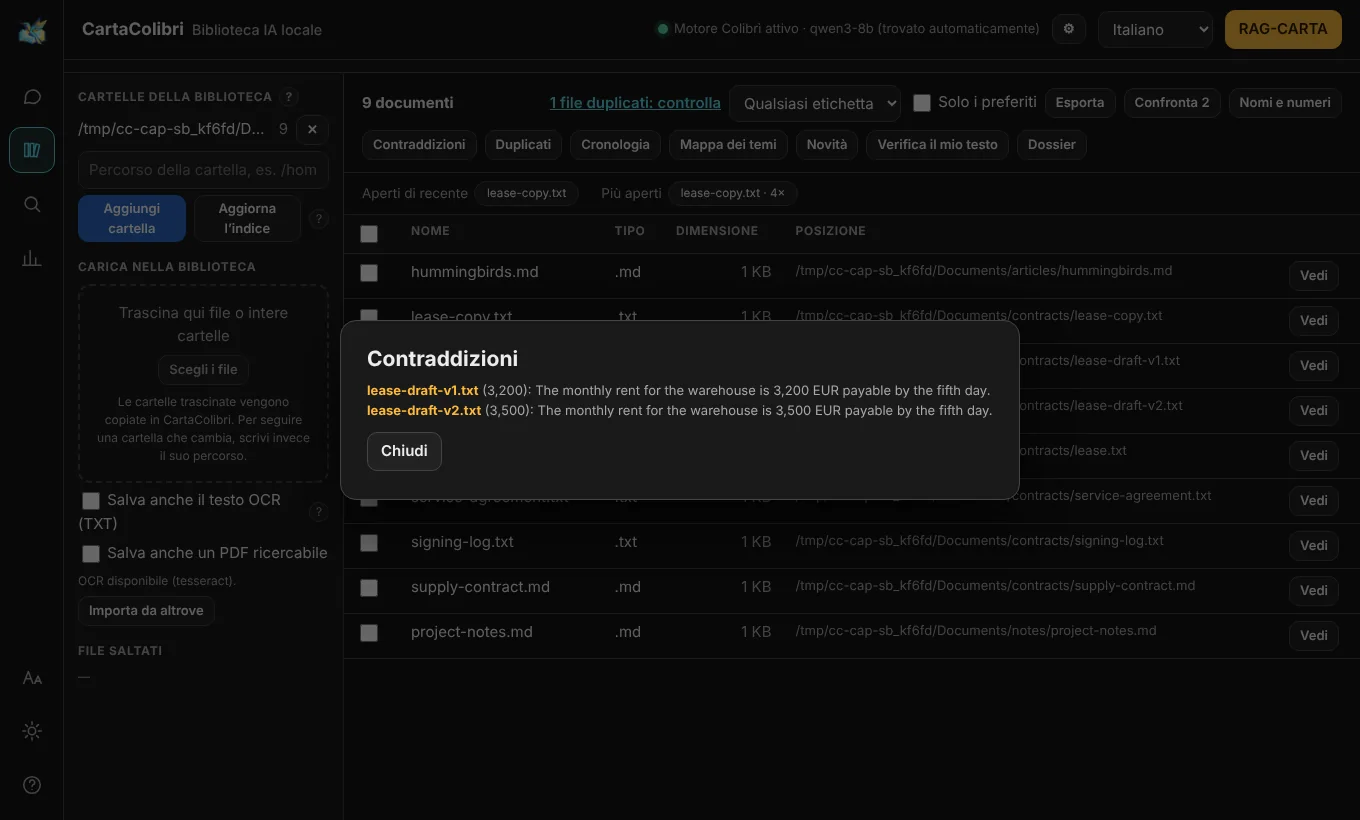 CartaColibri Biblioteca IA locale
Motore Colibrì attivo · qwen3-8b (trovato automaticamente)
Italiano
RAG-CARTA
CARTELLE DELLA BIBLIOTECA ?
/tmp/cc-cap-sb_kf6fd/D... 9 ✕
Percorso della cartella, es. /hom
Aggiungi
cartella
Aggiorna
l'indice
?
CARICA NELLA BIBLIOTECA
Trascina qui file o intere
cartelle
Scegli i file
Le cartelle trascinate vengono
copiate in CartaColibri. Per seguire
una cartella che cambia, scrivi invece
il suo percorso.
Salva anche il testo OCR
(TXT)
?
Salva anche un PDF ricercabile
OCR disponibile (tesseract).
Importa da altrove
FILE SALTATI
—
AA
9 documenti
1 file duplicati: controlla
Qualsiasi etichetta
Solo i preferiti
Esporta
Confronta 2
Nomi e numeri
Contraddizioni
Duplicati
Cronologia
Mappa dei temi
Novità
Verifica il mio testo
Dossier
Aperti di recente lease-copy.txt Più aperti lease-copy.txt · 4×
NOME TIPO DIMENSIONE POSIZIONE
hummingbirds.md .md 1 KB /tmp/cc-cap-sb_kf6fd/Documents/articles/hummingbirds.md Vedi
lease-copy.txt .txt 1 KB /tmp/cc-cap-sb_kf6fd/Documents/contracts/lease-copy.txt Vedi
contracts/lease-draft-v1.txt Vedi
contracts/lease-draft-v2.txt Vedi
contracts/lease.txt Vedi
service-agreement.txt .txt 1 KB contracts/service-agreement.txt Vedi
signing-log.txt .txt 1 KB /tmp/cc-cap-sb_kf6fd/Documents/contracts/signing-log.txt Vedi
supply-contract.md .md 1 KB /tmp/cc-cap-sb_kf6fd/Documents/contracts/supply-contract.md Vedi
project-notes.md .md 1 KB /tmp/cc-cap-sb_kf6fd/Documents/notes/project-notes.md Vedi
Contraddizioni
lease-draft-v1.txt (3,200): The monthly rent for the warehouse is 3,200 EUR payable by the fifth day.
lease-draft-v2.txt (3,500): The monthly rent for the warehouse is 3,500 EUR payable by the fifth day.
Chiudi